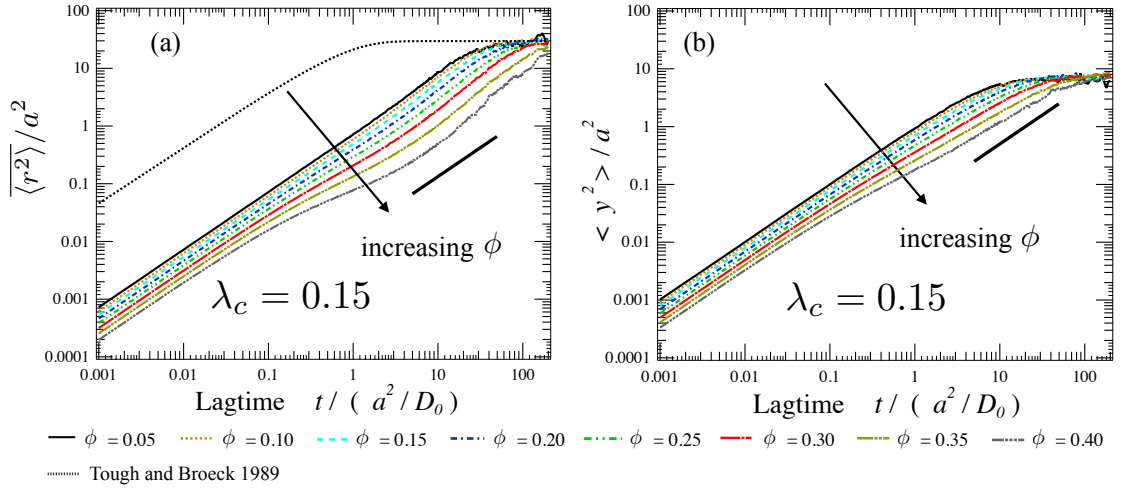 (a)
(b)
100
10
1
0.1
0.01
0.001
0.0001
⟨r²⟩/a²
increasing ϕ
λ_c = 0.15
0.001 0.01 0.1 1 10 100
Lagtime t / ( a² / D₀ )
100
10
1
0.1
0.01
0.001
0.0001
< y² > / a²
increasing ϕ
λ_c = 0.15
0.001 0.01 0.1 1 10 100
Lagtime t / ( a² / D₀ )
ϕ = 0.05 ϕ = 0.10 ϕ = 0.15 ϕ = 0.20 ϕ = 0.25 ϕ = 0.30 ϕ = 0.35 ϕ = 0.40
Tough and Broeck 1989